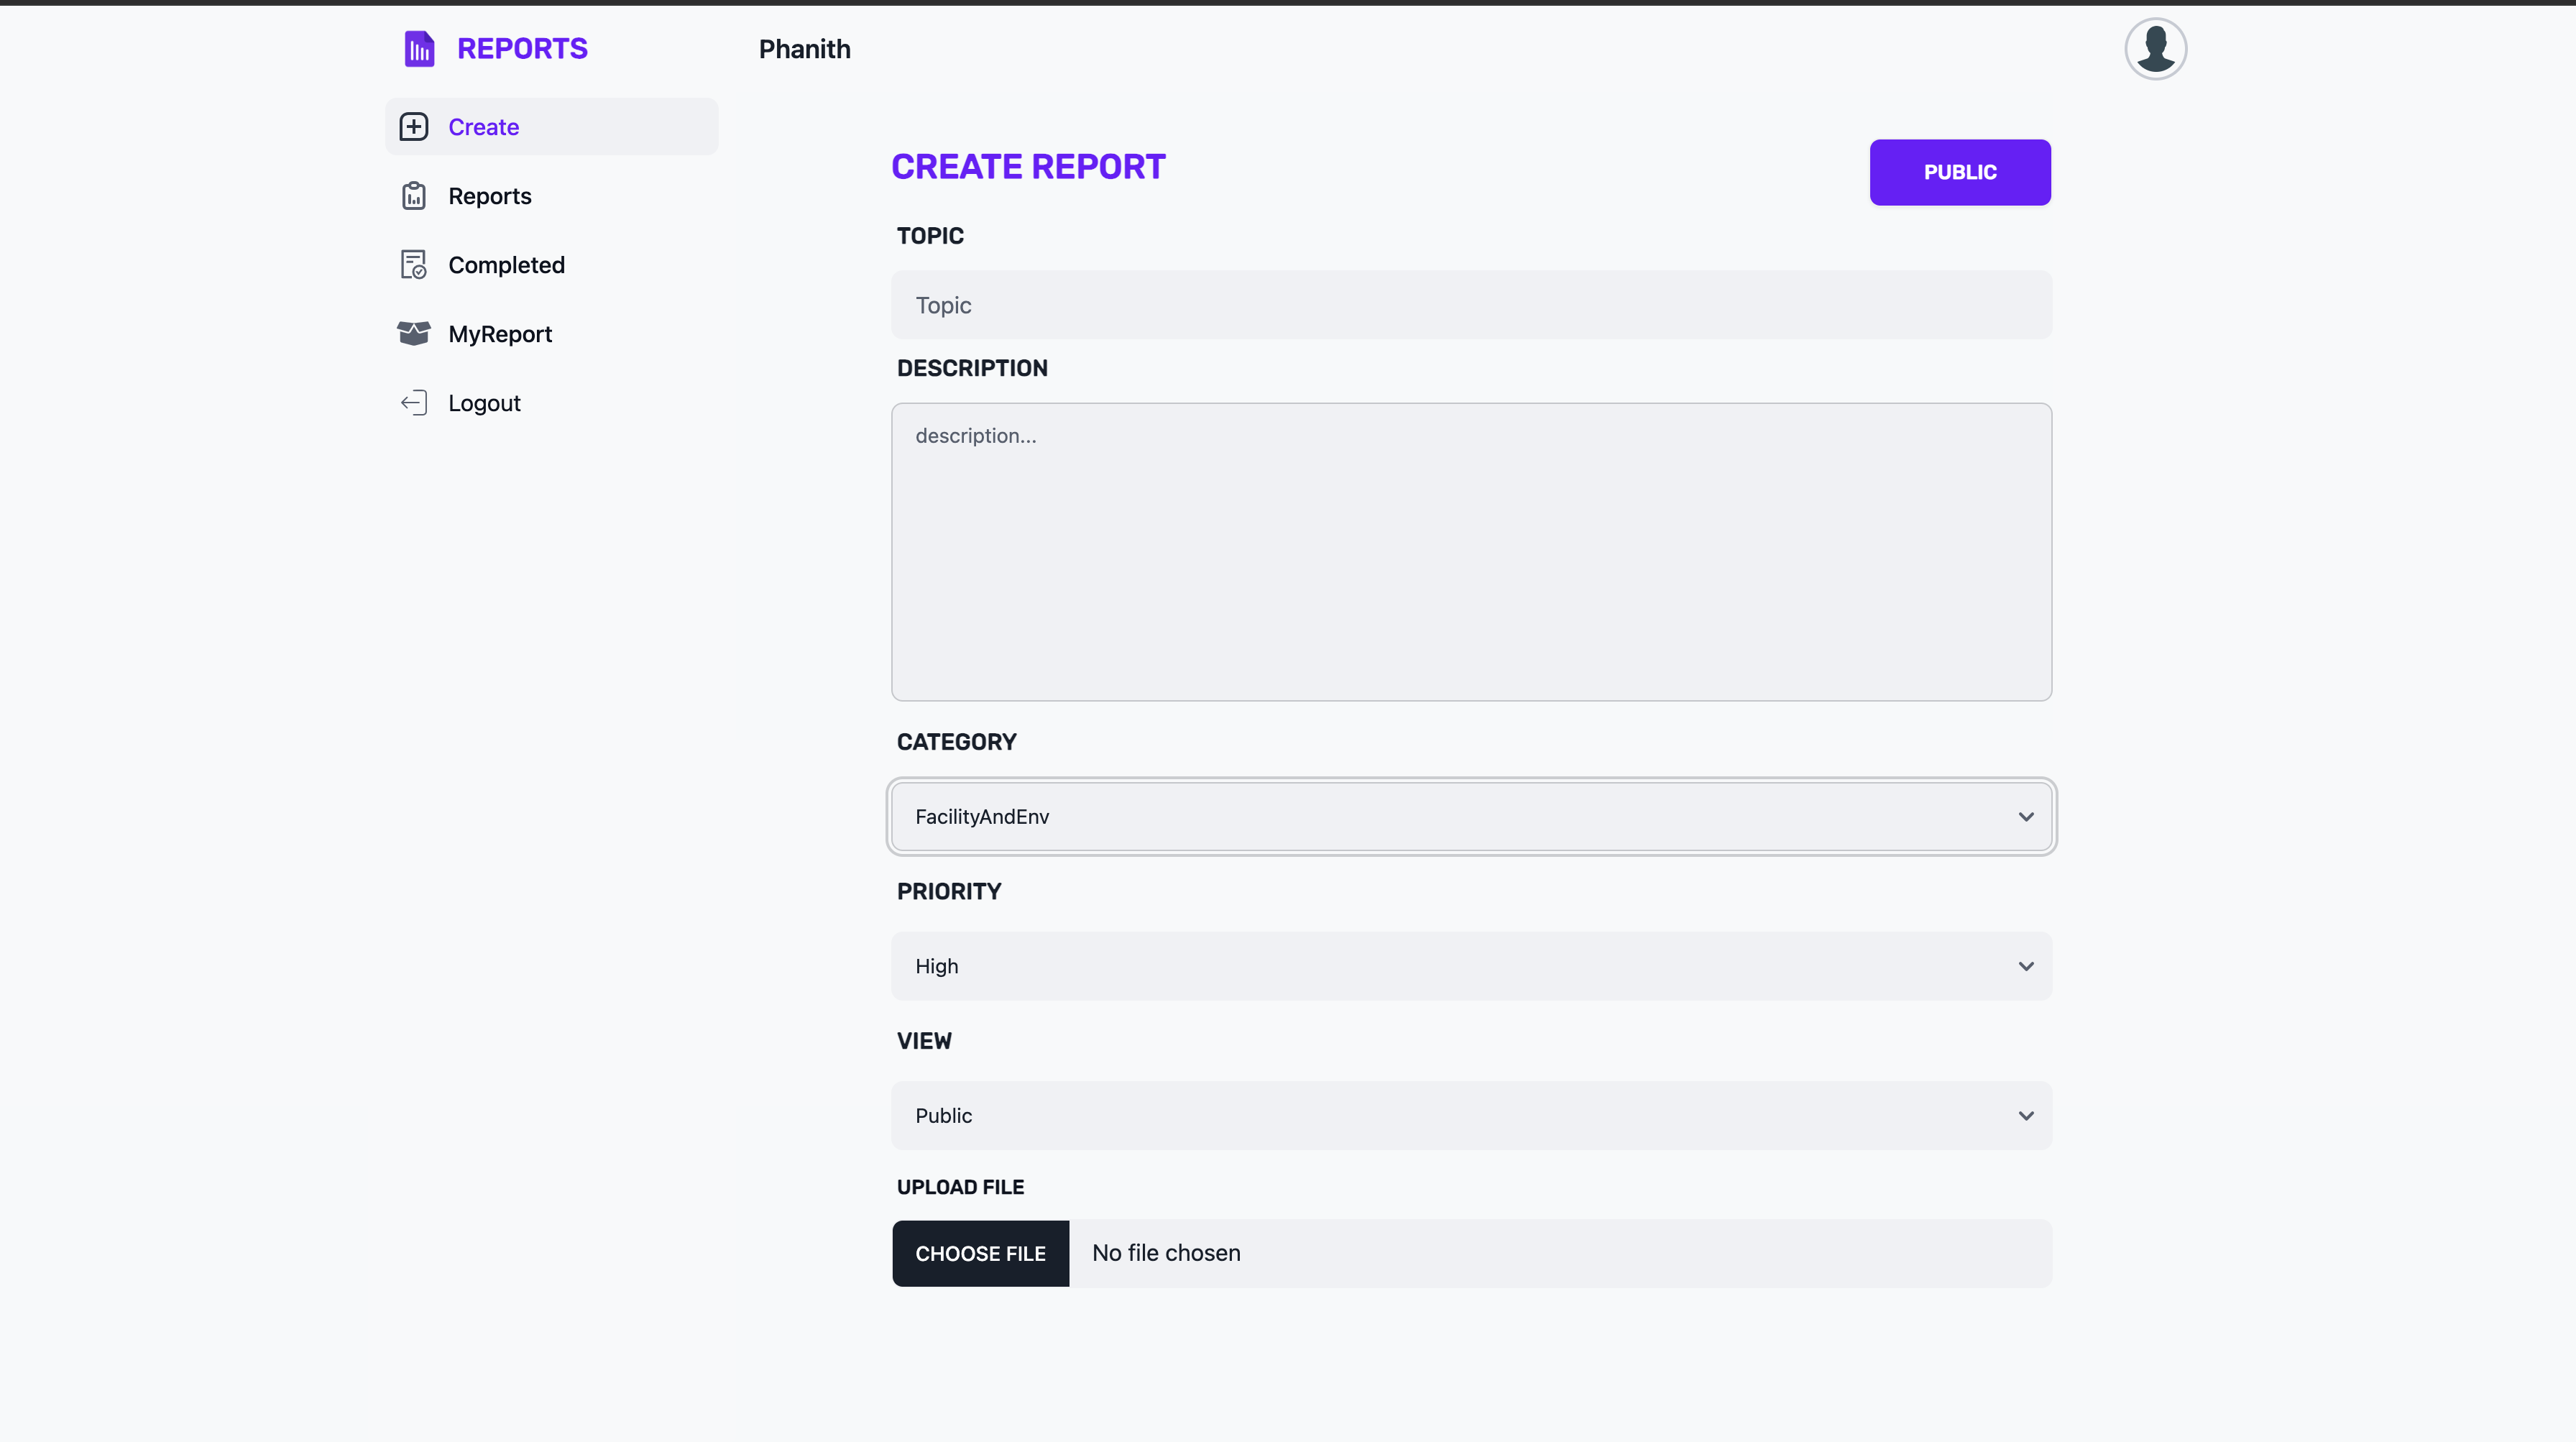 REPORTS
Phanith
Create
Reports
Completed
MyReport
Logout
CREATE REPORT
PUBLIC
TOPIC
Topic
DESCRIPTION
description...
CATEGORY
FacilityAndEnv
PRIORITY
High
VIEW
Public
UPLOAD FILE
CHOOSE FILE No file chosen